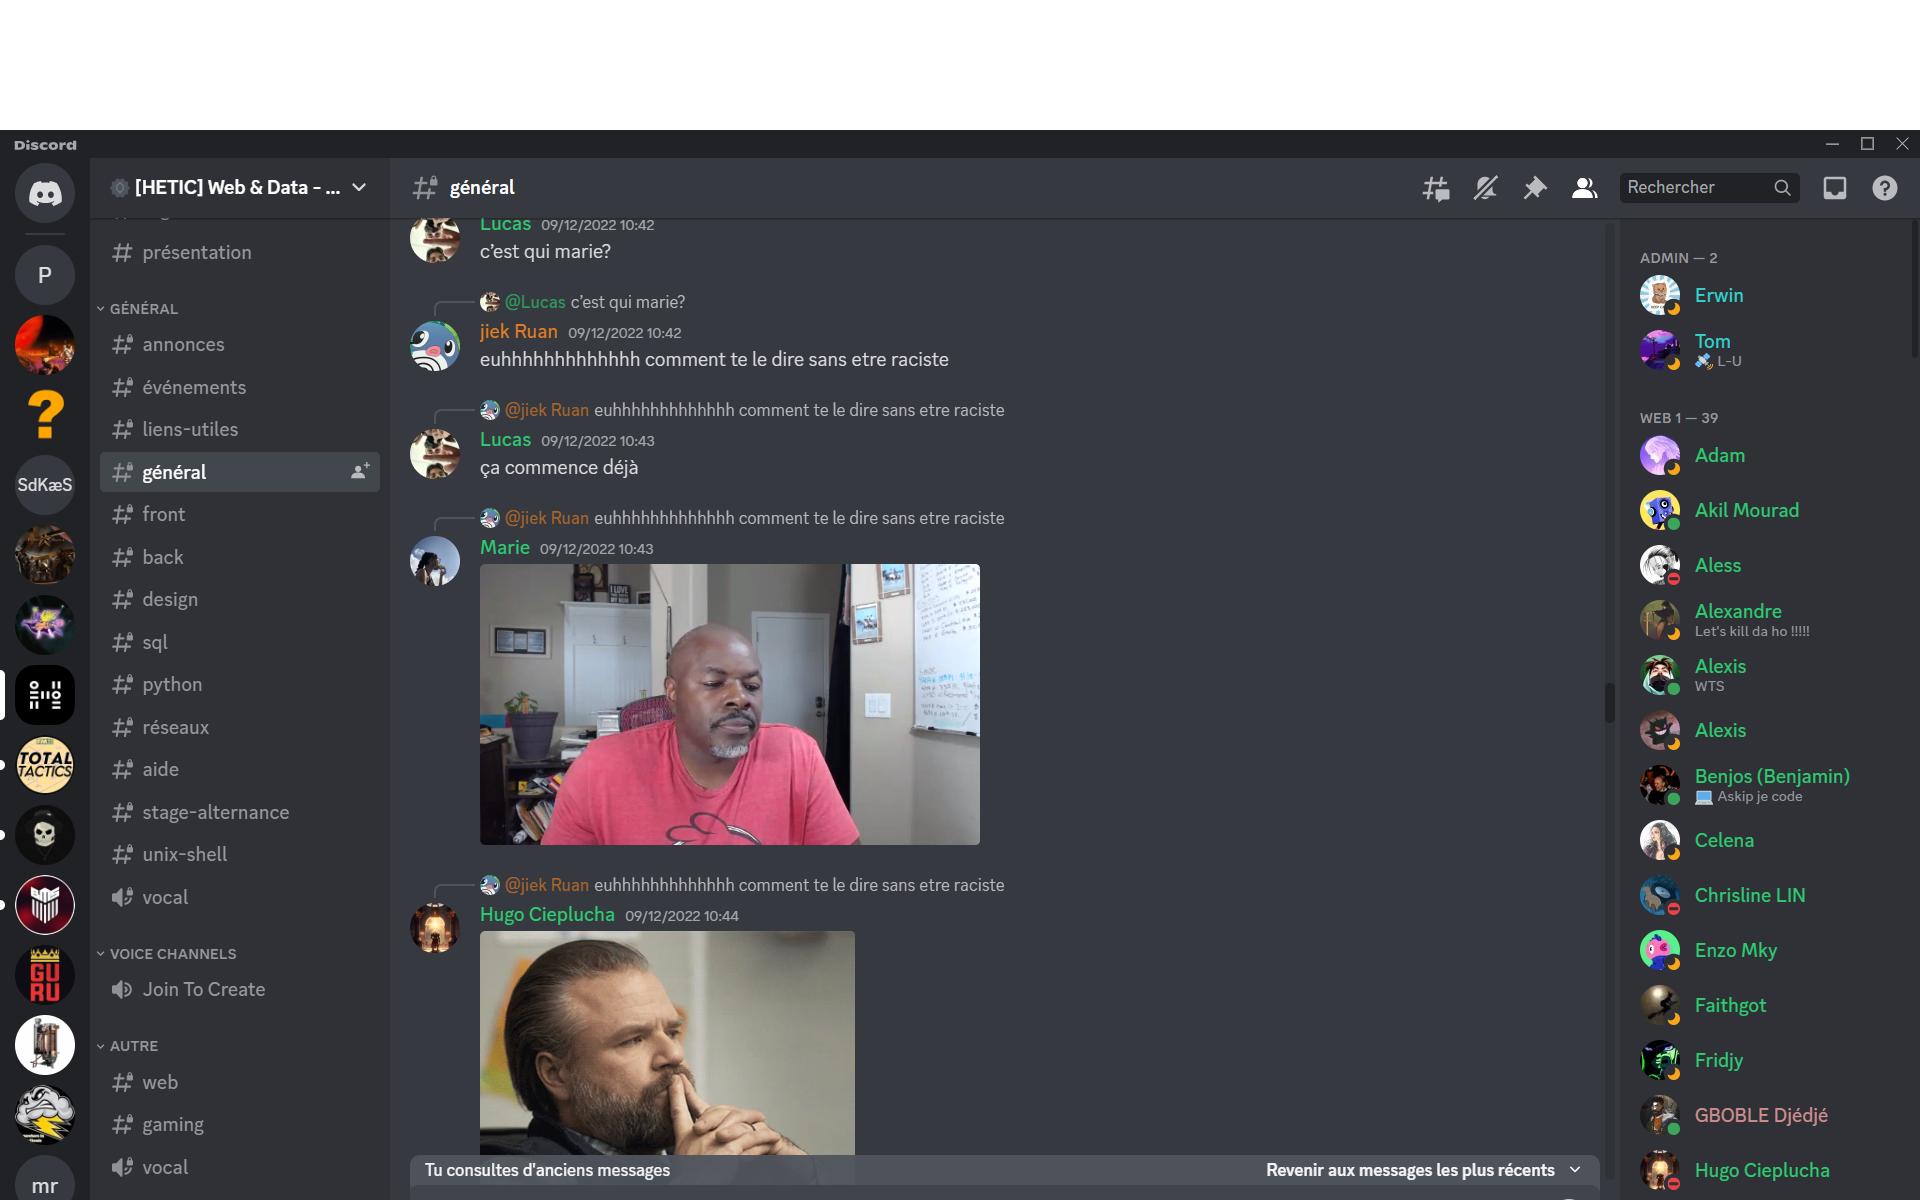 Discord
[HETIC] Web & Data - ...
général
Rechercher
P
SdKæS
TOTAL
TACTICS
GU
RU
mr
présentation
GÉNÉRAL
annonces
événements
liens-utiles
général
front
back
design
sql
python
réseaux
aide
stage-alternance
unix-shell
vocal
VOICE CHANNELS
Join To Create
AUTRE
web
gaming
vocal
Lucas 09/12/2022 10:42
c'est qui marie?
@Lucas c'est qui marie?
jiek Ruan 09/12/2022 10:42
euhhhhhhhhhhhhh comment te le dire sans etre raciste
@jiek Ruan euhhhhhhhhhhhhh comment te le dire sans etre raciste
Lucas 09/12/2022 10:43
ça commence déjà
@jiek Ruan euhhhhhhhhhhhhh comment te le dire sans etre raciste
Marie 09/12/2022 10:43
I LOVE
@jiek Ruan euhhhhhhhhhhhhh comment te le dire sans etre raciste
Hugo Cieplucha 09/12/2022 10:44
Tu consultes d'anciens messages
Revenir aux messages les plus récents
ADMIN — 2
Erwin
Tom
L-U
WEB 1 — 39
Adam
Akil Mourad
Aless
Alexandre
Let's kill da ho !!!!!
Alexis
WTS
Alexis
Benjos (Benjamin)
Askip je code
Celena
Chrisline LIN
Enzo Mky
Faithgot
Fridjy
GBOBLE Djédjé
Hugo Cieplucha